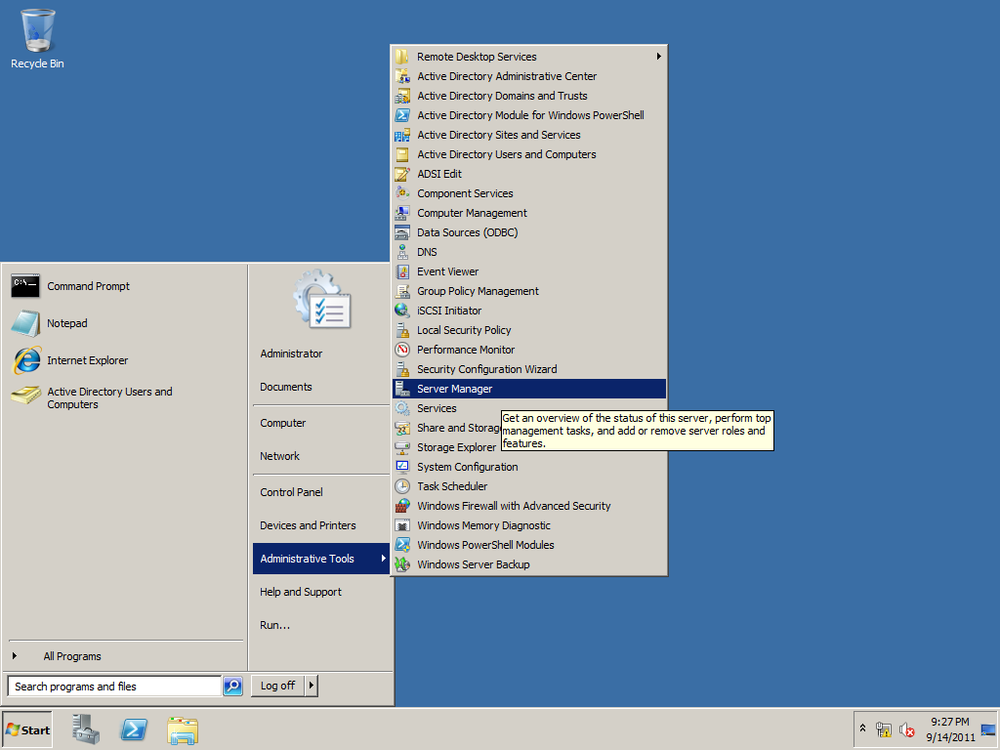 Recycle Bin
Remote Desktop Services
Active Directory Administrative Center
Active Directory Domains and Trusts
Active Directory Module for Windows PowerShell
Active Directory Sites and Services
Active Directory Users and Computers
ADSI Edit
Component Services
Computer Management
Data Sources (ODBC)
DNS
Event Viewer
Group Policy Management
iSCSI Initiator
Local Security Policy
Performance Monitor
Security Configuration Wizard
Server Manager
Services
Share and Storag
Storage Explorer
System Configuration
Task Scheduler
Windows Firewall with Advanced Security
Windows Memory Diagnostic
Windows PowerShell Modules
Windows Server Backup
Get an overview of the status of this server, perform top
management tasks, and add or remove server roles and
features.
C:\
Command Prompt
Notepad
Internet Explorer
Active Directory Users and
Computers
All Programs
Search programs and files
Administrator
Documents
Computer
Network
Control Panel
Devices and Printers
Administrative Tools
Help and Support
Run...
Log off
Start
9:27 PM
9/14/2011